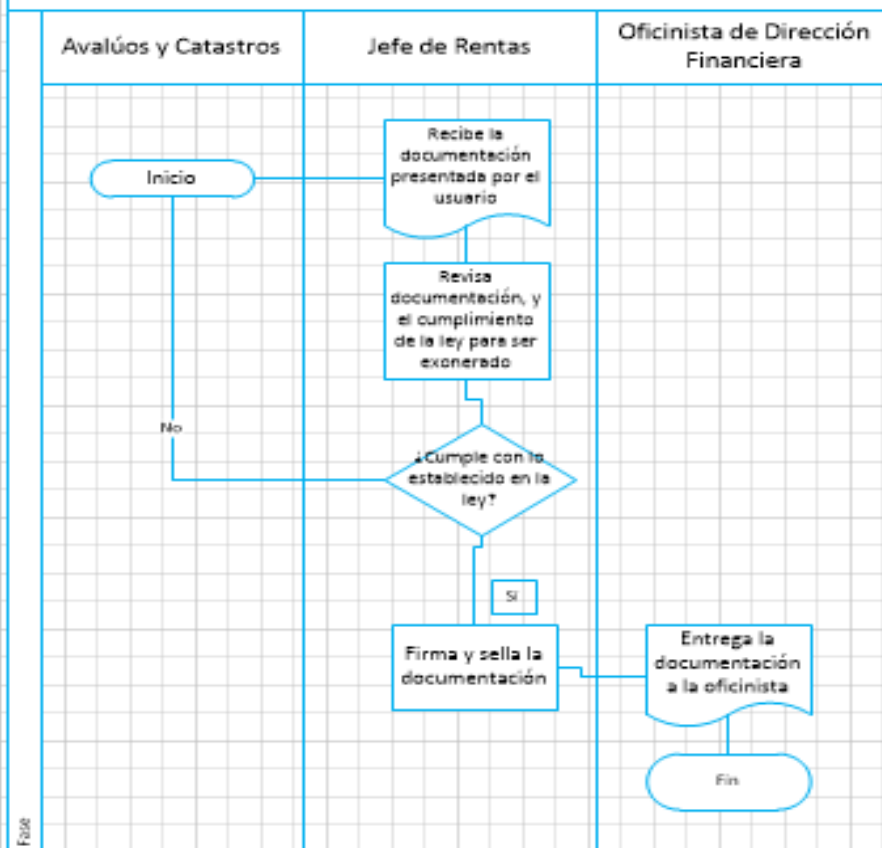 Avalúos y Catastros
Jefe de Rentas
Oficinista de Dirección
Financiera
Inicio
Recibe la
documentación
presentada por el
usuario
Revisa
documentación, y
el cumplimiento
de la ley para ser
exonerado
No
¿Cumple con lo
establecido en la
ley?
Si
Firma y sella la
documentación
Entrega la
documentación
a la oficinista
Fin
Fase